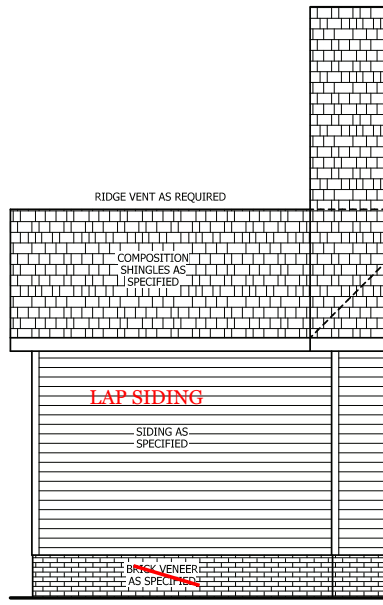 RIDGE VENT AS REQUIRED
COMPOSITION
SHINGLES AS
SPECIFIED
LAP SIDING
SIDING AS
SPECIFIED
BRICK VENEER
AS SPECIFIED